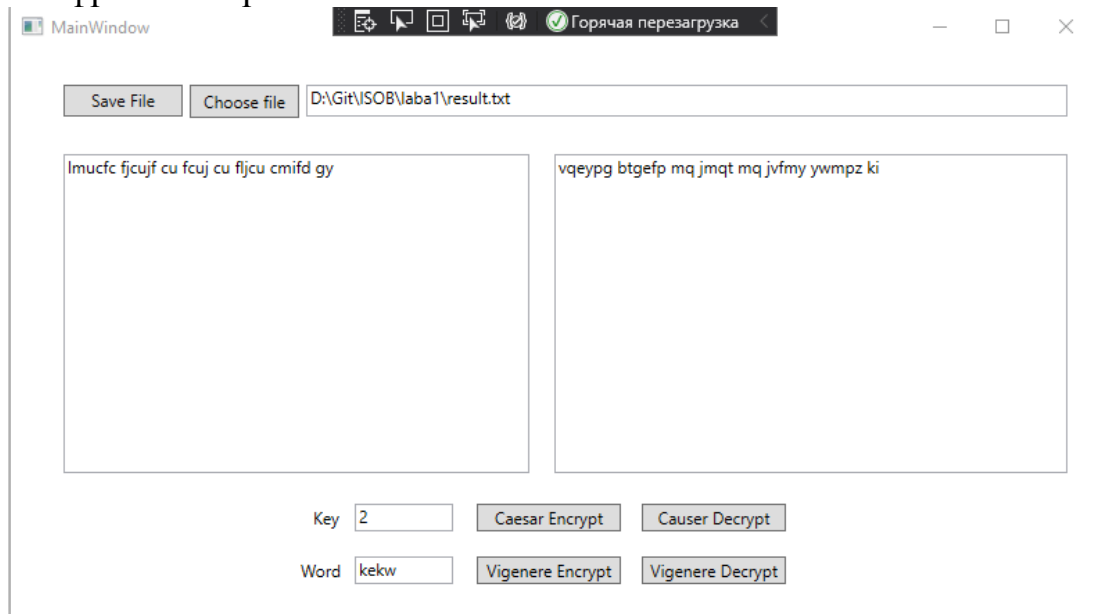 MainWindow
Горячая перезагрузка
Save File
Choose file
D:\Git\ISOB\laba1\result.txt
lmucfc fjcujf cu fcuj cu fljcu cmifd gy
vqeypg btgefp mq jmqt mq jvfmy ywmpz ki
Key
2
Caesar Encrypt
Causer Decrypt
Word
kekw
Vigenere Encrypt
Vigenere Decrypt